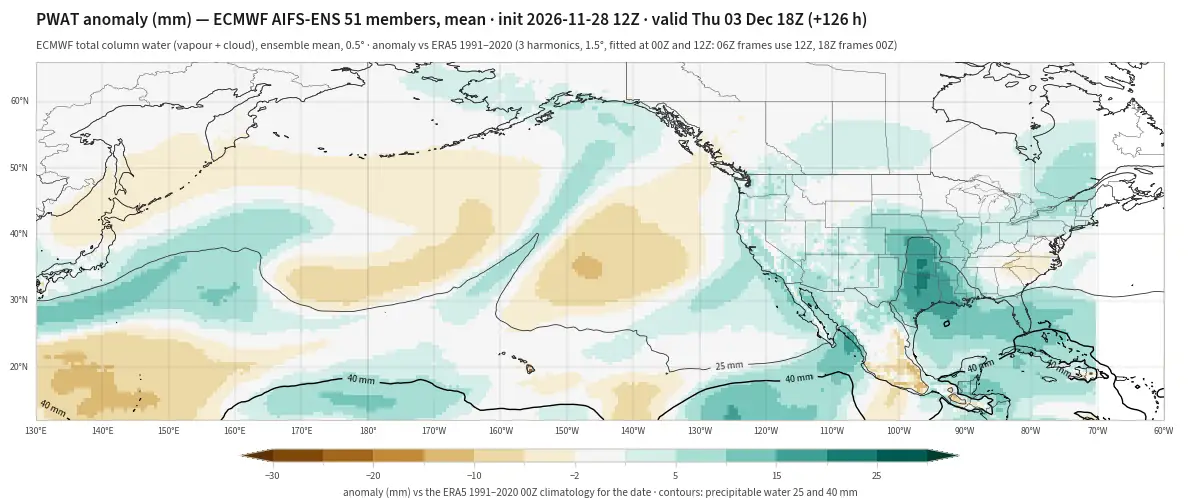 PWAT anomaly (mm) — ECMWF AIFS-ENS 51 members, mean · init 2026-11-28 12Z · valid Thu 03 Dec 18Z (+126 h)
ECMWF total column water (vapour + cloud), ensemble mean, 0.5° · anomaly vs ERA5 1991–2020 (3 harmonics, 1.5°, fitted at 00Z and 12Z: 06Z frames use 12Z, 18Z frames 00Z)
60°N
50°N
40°N
30°N
20°N
25 mm
40 mm
40 mm
40 mm
40 mm
40 mm
130°E 140°E 150°E 160°E 170°E 180° 170°W 160°W 150°W 140°W 130°W 120°W 110°W 100°W 90°W 80°W 70°W 60°W
−30 −20 −10 −2 5 15 25
anomaly (mm) vs the ERA5 1991–2020 00Z climatology for the date · contours: precipitable water 25 and 40 mm